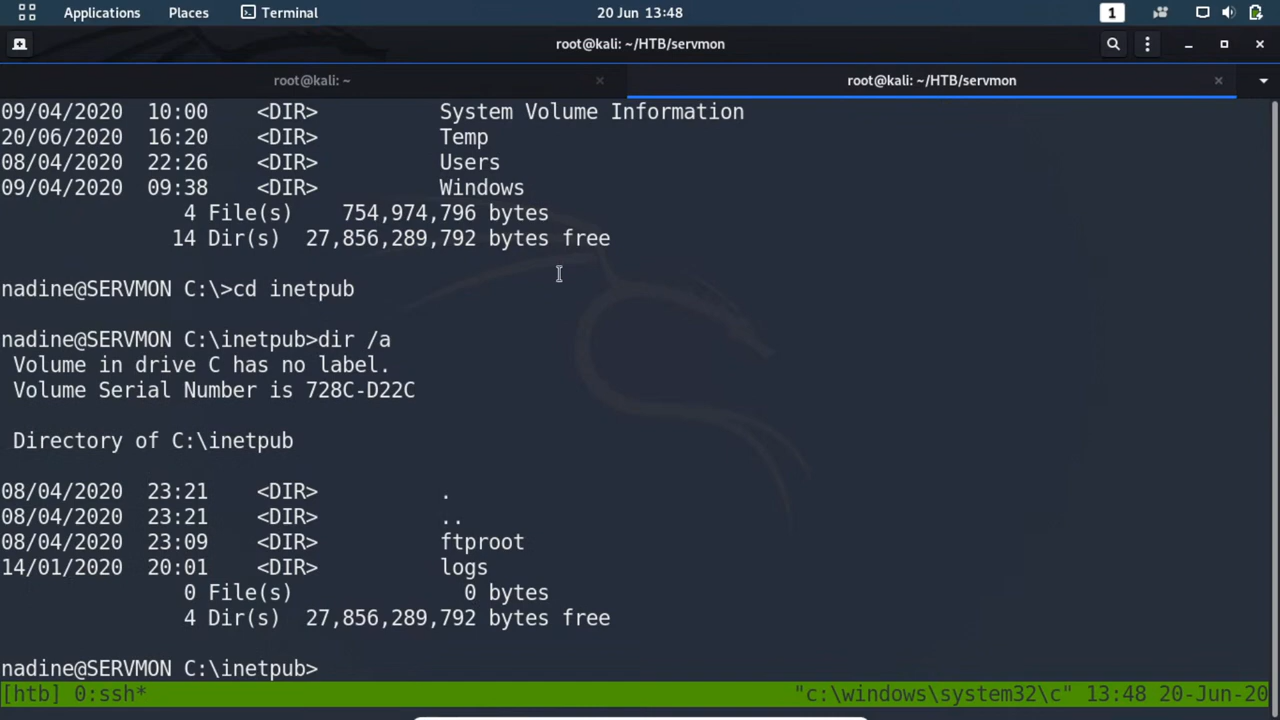 Applications Places Terminal 20 Jun 13:48 1
root@kali: ~/HTB/servmon
root@kali: ~ root@kali: ~/HTB/servmon
09/04/2020  10:00    <DIR>          System Volume Information
20/06/2020  16:20    <DIR>          Temp
08/04/2020  22:26    <DIR>          Users
09/04/2020  09:38    <DIR>          Windows
               4 File(s)    754,974,796 bytes
              14 Dir(s)  27,856,289,792 bytes free
nadine@SERVMON C:\>cd inetpub
nadine@SERVMON C:\inetpub>dir /a
 Volume in drive C has no label.
 Volume Serial Number is 728C-D22C
 Directory of C:\inetpub
08/04/2020  23:21    <DIR>          .
08/04/2020  23:21    <DIR>          ..
08/04/2020  23:09    <DIR>          ftproot
14/01/2020  20:01    <DIR>          logs
               0 File(s)              0 bytes
               4 Dir(s)  27,856,289,792 bytes free
nadine@SERVMON C:\inetpub>
[htb] 0:ssh* "c:\windows\system32\c" 13:48 20-Jun-20